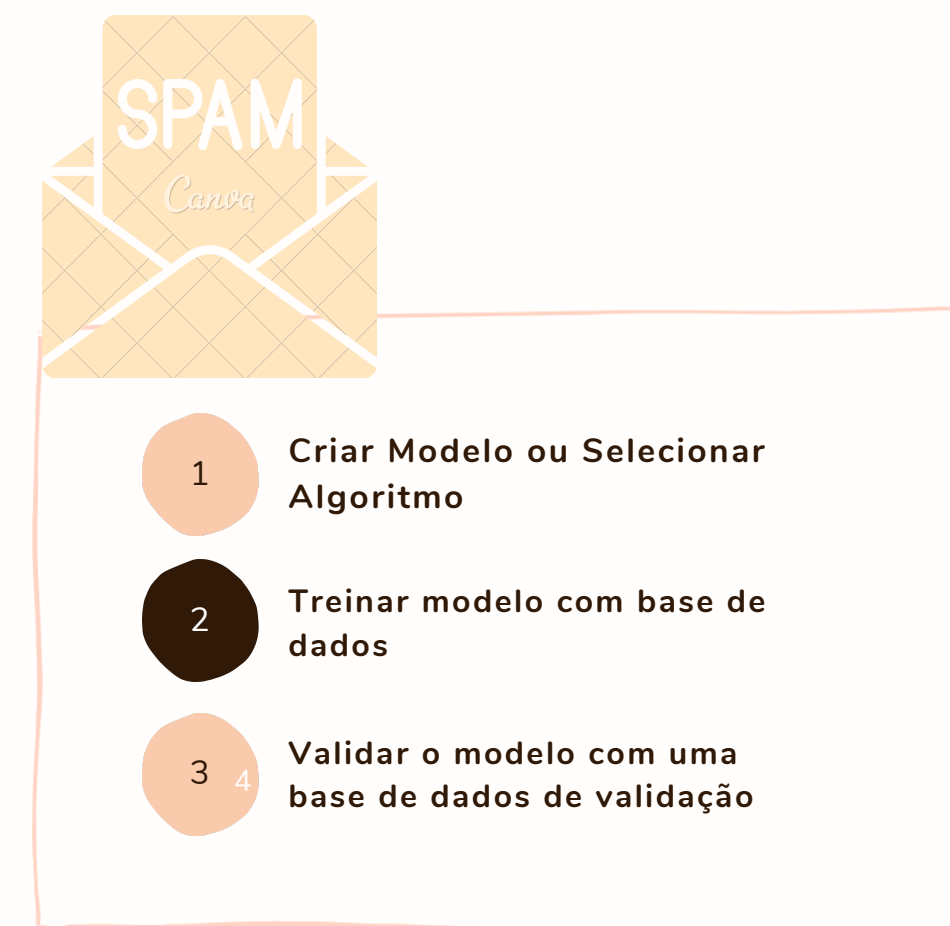 SPAM
Canva
1
Criar Modelo ou Selecionar
Algoritmo
2
Treinar modelo com base de
dados
3
4
Validar o modelo com uma
base de dados de validação